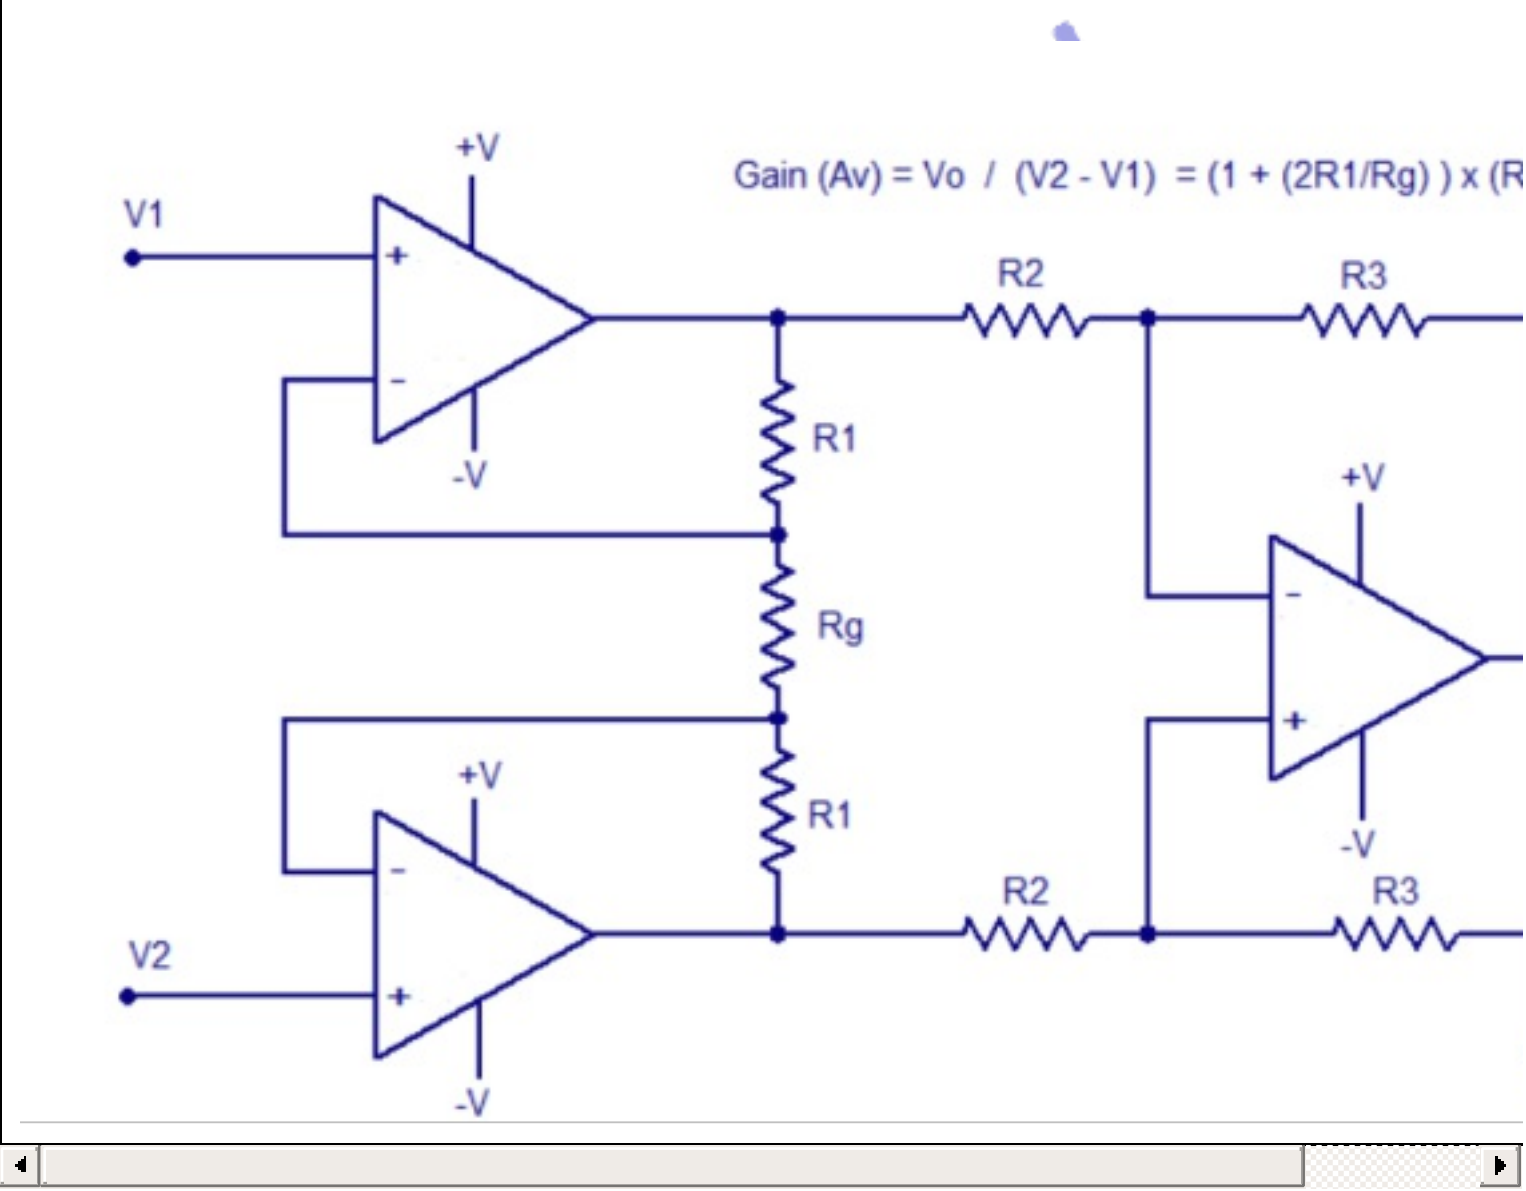 +V
V1
Gain (Av) = Vo / (V2 - V1) = (1 + (2R1/Rg) ) x (R
+
R2
R3
-
R1
-V
+V
-
Rg
+
+V
R1
-V
-
R2
R3
V2
+
-V